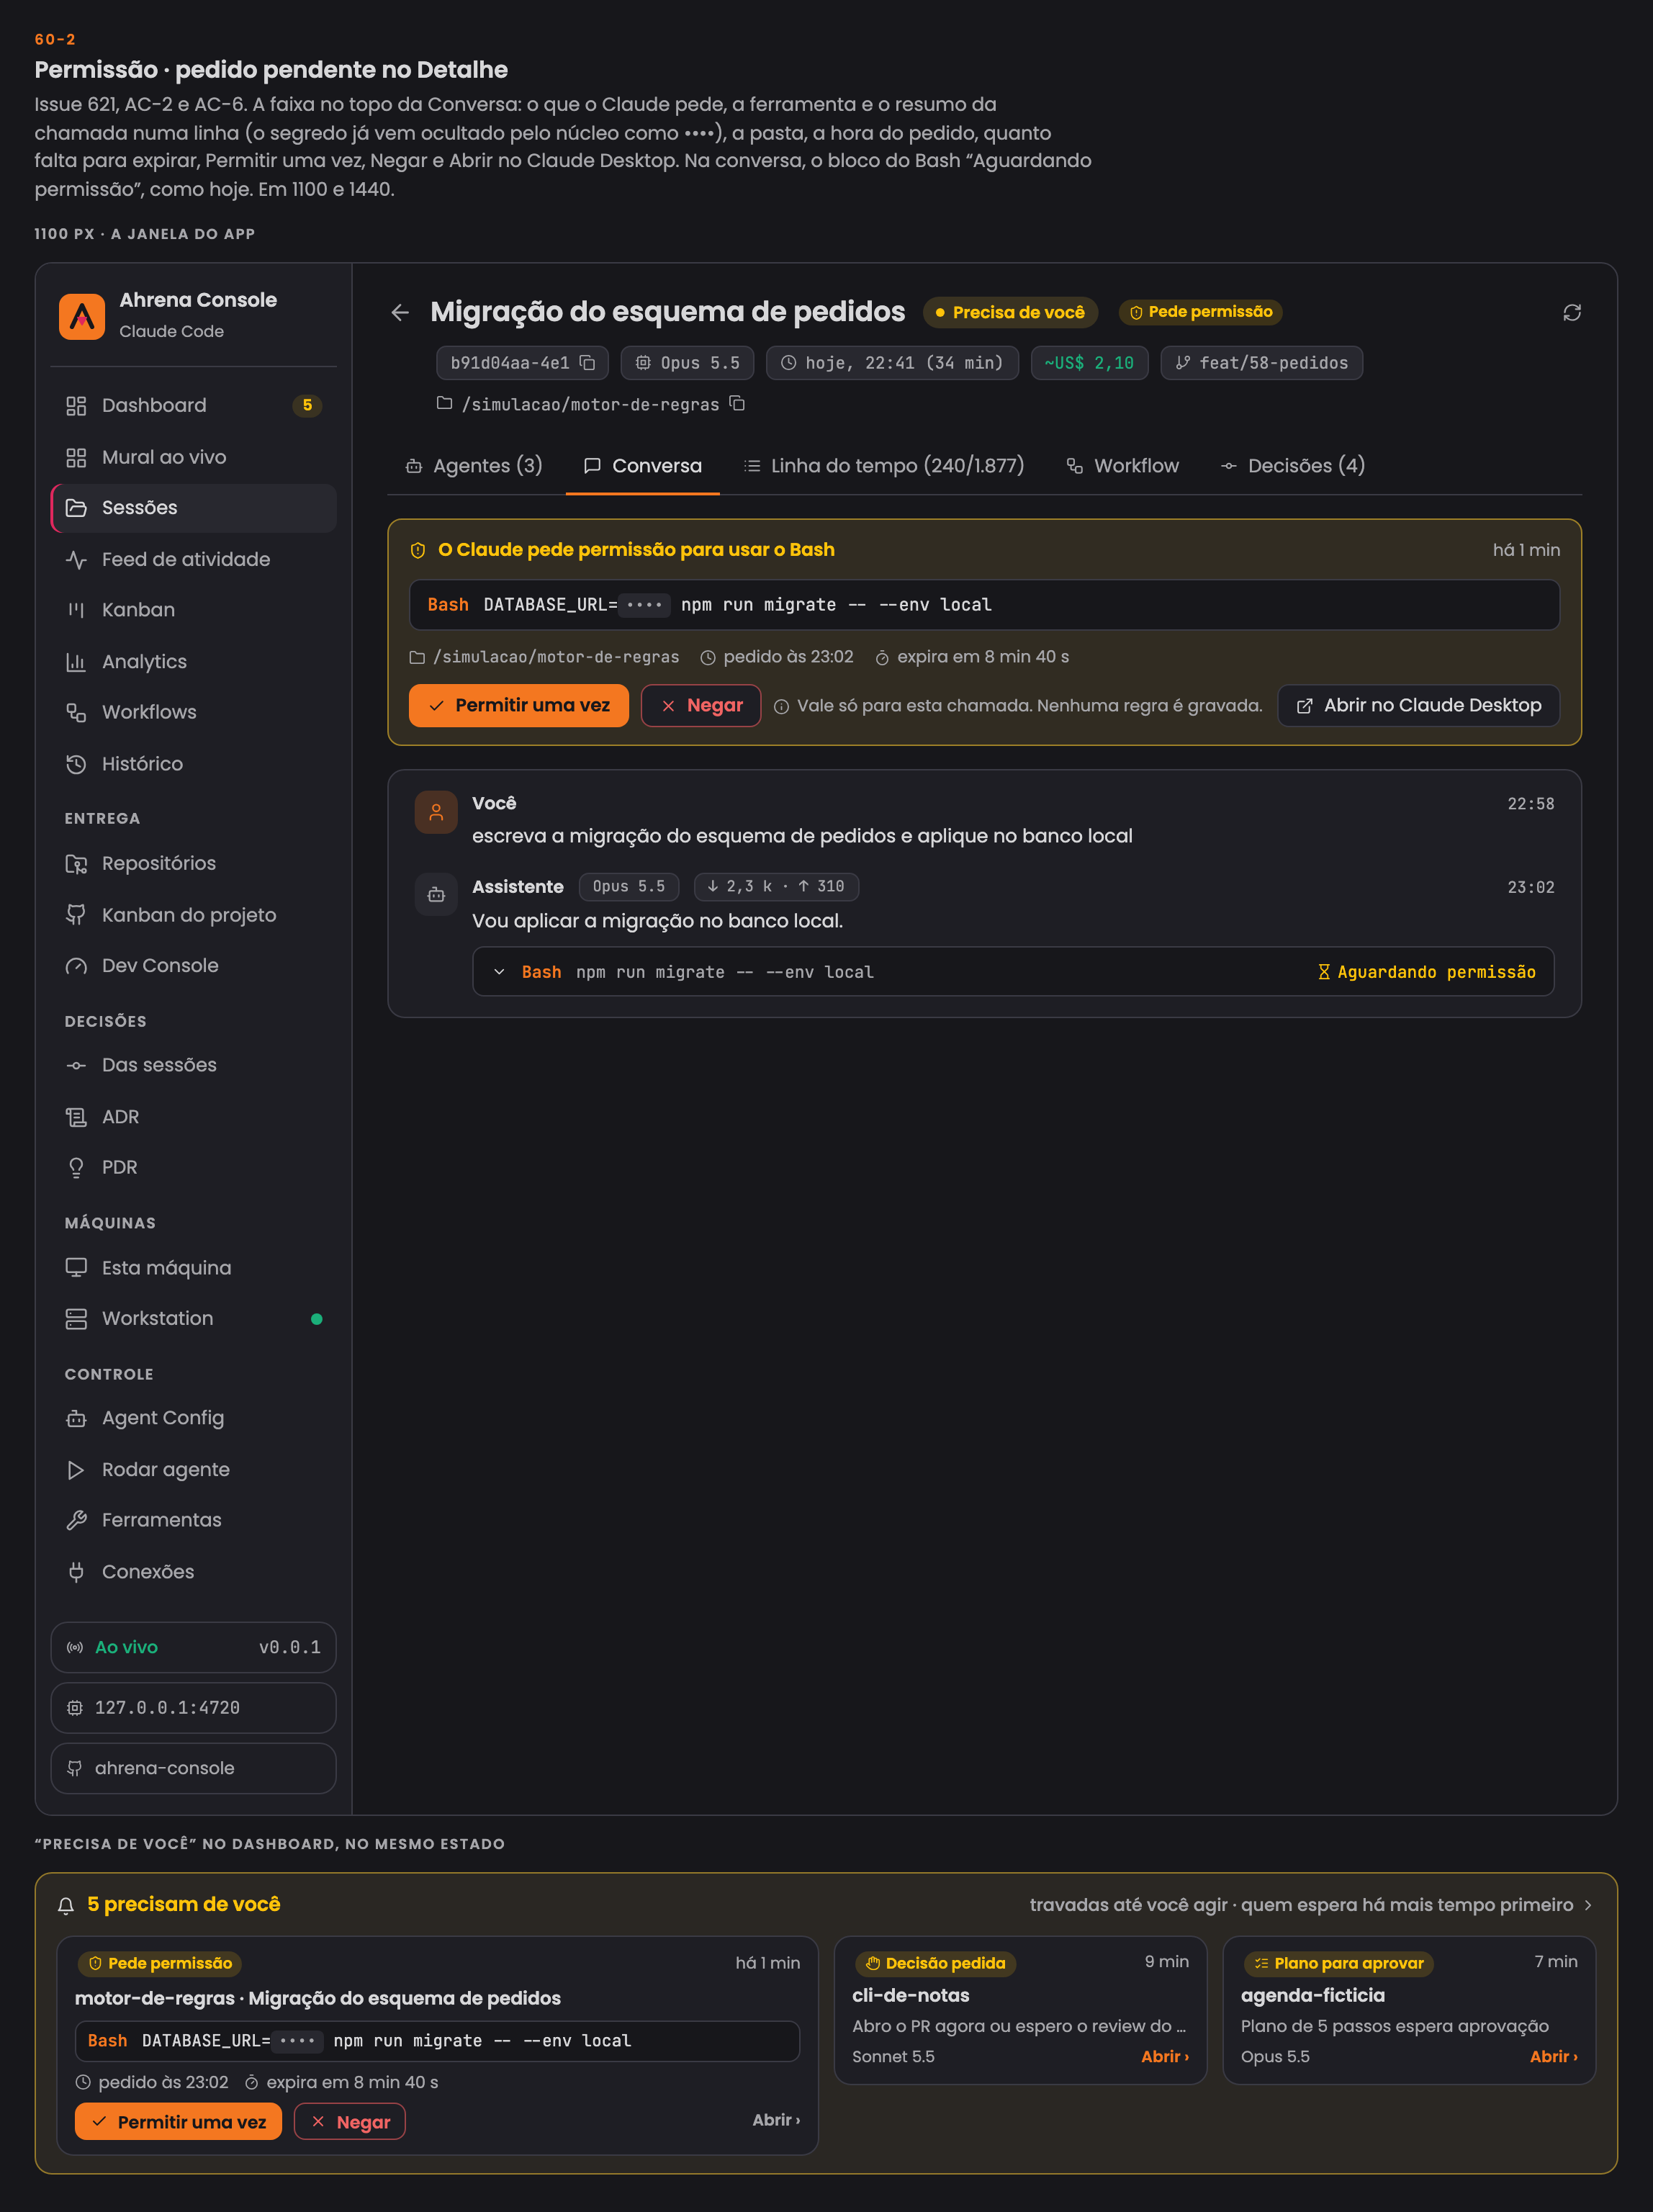 60-2
Permissão · pedido pendente no Detalhe
Issue 621, AC-2 e AC-6. A faixa no topo da Conversa: o que o Claude pede, a ferramenta e o resumo da
chamada numa linha (o segredo já vem ocultado pelo núcleo como ••••), a pasta, a hora do pedido, quanto
falta para expirar, Permitir uma vez, Negar e Abrir no Claude Desktop. Na conversa, o bloco do Bash “Aguardando
permissão”, como hoje. Em 1100 e 1440.
1100 PX · A JANELA DO APP
Ahrena Console
Claude Code
Dashboard 5
Mural ao vivo
Sessões
Feed de atividade
Kanban
Analytics
Workflows
Histórico
ENTREGA
Repositórios
Kanban do projeto
Dev Console
DECISÕES
Das sessões
ADR
PDR
MÁQUINAS
Esta máquina
Workstation
CONTROLE
Agent Config
Rodar agente
Ferramentas
Conexões
Ao vivo v0.0.1
127.0.0.1:4720
ahrena-console
Migração do esquema de pedidos Precisa de você Pede permissão
b91d04aa-4e1 Opus 5.5 hoje, 22:41 (34 min) ~US$ 2,10 feat/58-pedidos
/simulacao/motor-de-regras
Agentes (3) Conversa Linha do tempo (240/1.877) Workflow Decisões (4)
O Claude pede permissão para usar o Bash há 1 min
Bash DATABASE_URL=•••• npm run migrate -- --env local
/simulacao/motor-de-regras pedido às 23:02 expira em 8 min 40 s
Permitir uma vez Negar Vale só para esta chamada. Nenhuma regra é gravada. Abrir no Claude Desktop
Você 22:58
escreva a migração do esquema de pedidos e aplique no banco local
Assistente Opus 5.5 ↓ 2,3 k · ↑ 310 23:02
Vou aplicar a migração no banco local.
Bash npm run migrate -- --env local Aguardando permissão
“PRECISA DE VOCÊ” NO DASHBOARD, NO MESMO ESTADO
5 precisam de você travadas até você agir · quem espera há mais tempo primeiro ›
Pede permissão há 1 min
motor-de-regras · Migração do esquema de pedidos
Bash DATABASE_URL=•••• npm run migrate -- --env local
pedido às 23:02 expira em 8 min 40 s
Permitir uma vez Negar Abrir ›
Decisão pedida 9 min
cli-de-notas
Abro o PR agora ou espero o review do …
Sonnet 5.5 Abrir ›
Plano para aprovar 7 min
agenda-ficticia
Plano de 5 passos espera aprovação
Opus 5.5 Abrir ›